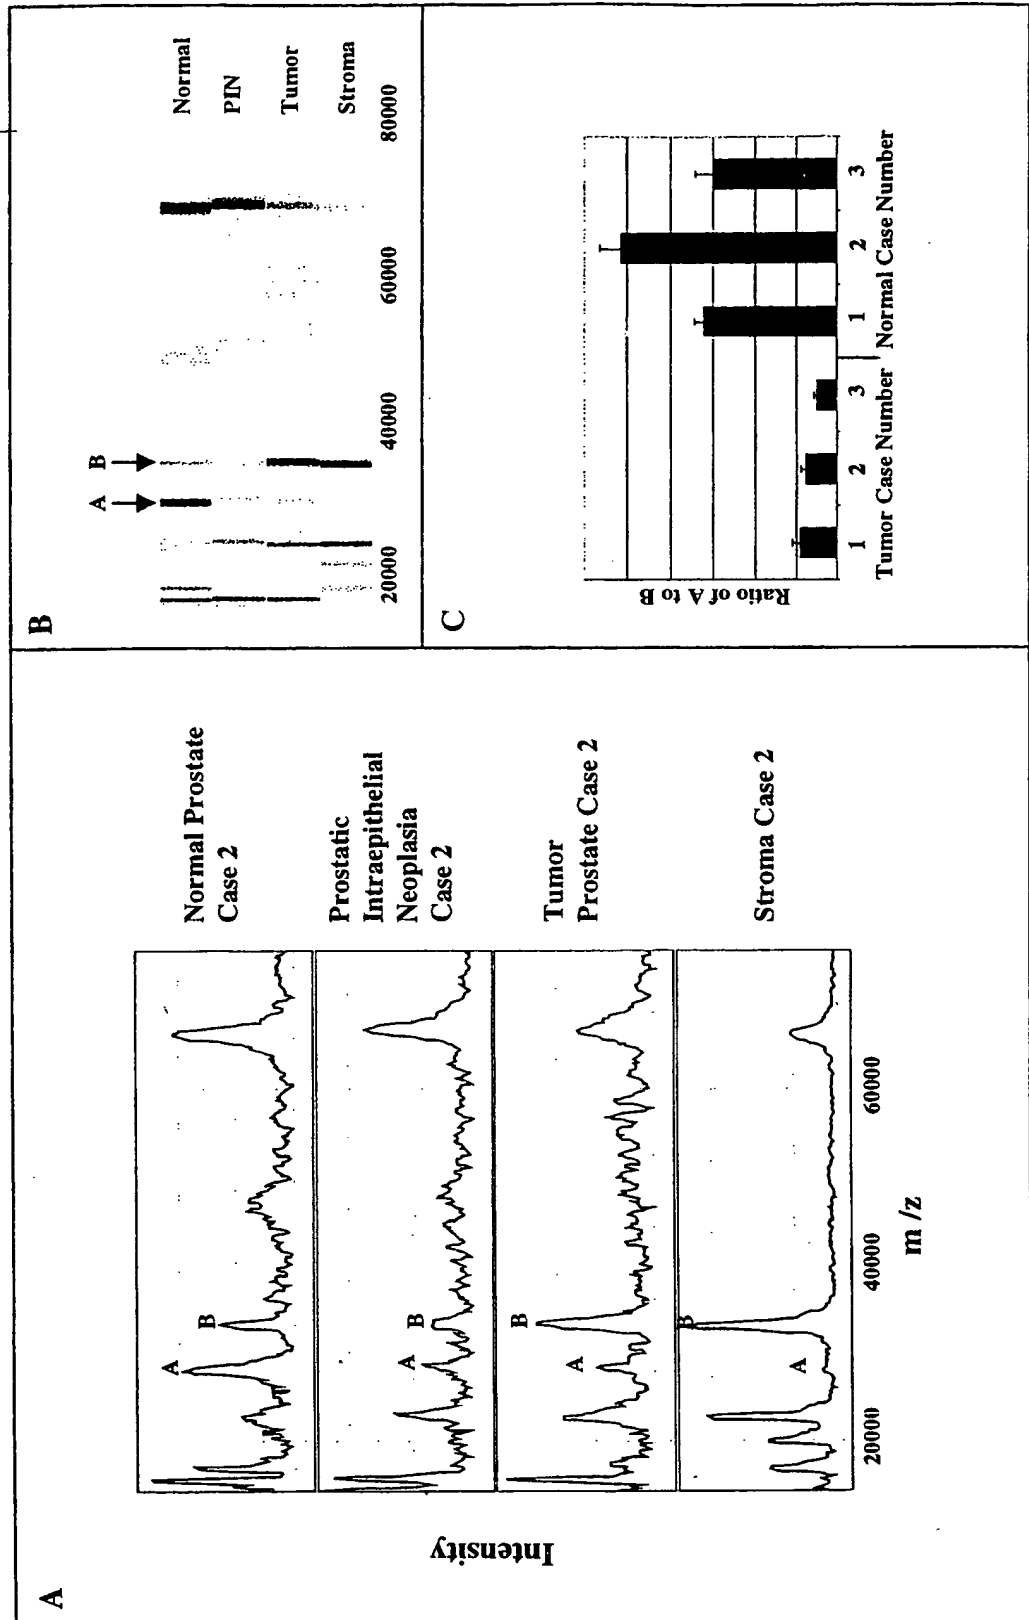 A
Intensity
A
B
Normal Prostate
Case 2
A
B
Prostatic
Intraepithelial
Neoplasia
Case 2
A
B
Tumor
Prostate Case 2
A
B
Stroma Case 2
20000
40000
60000
m /z
B
A
B
Normal
PIN
Tumor
Stroma
20000
40000
60000
80000
C
Ratio of A to B
1
2
3
1
2
3
Tumor Case Number
Normal Case Number